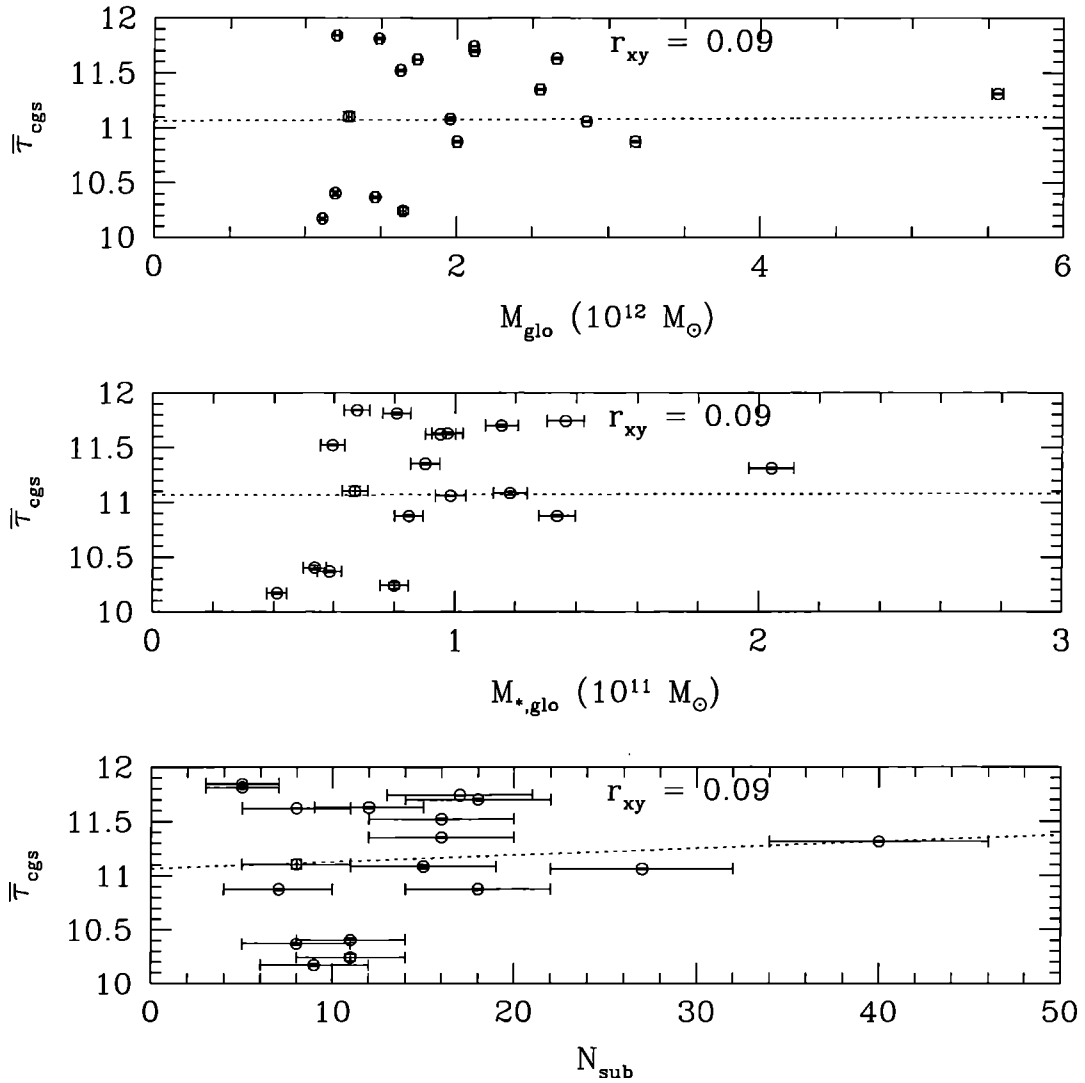 12
11.5
11
10.5
10
τ̿cgs
rxy = 0.09
0 2 4 6
Mglo (10¹² M⊙)
12
11.5
11
10.5
10
τ̿cgs
rxy = 0.09
0 1 2 3
M*,glo (10¹¹ M⊙)
12
11.5
11
10.5
10
τ̿cgs
rxy = 0.09
0 10 20 30 40 50
Nsub